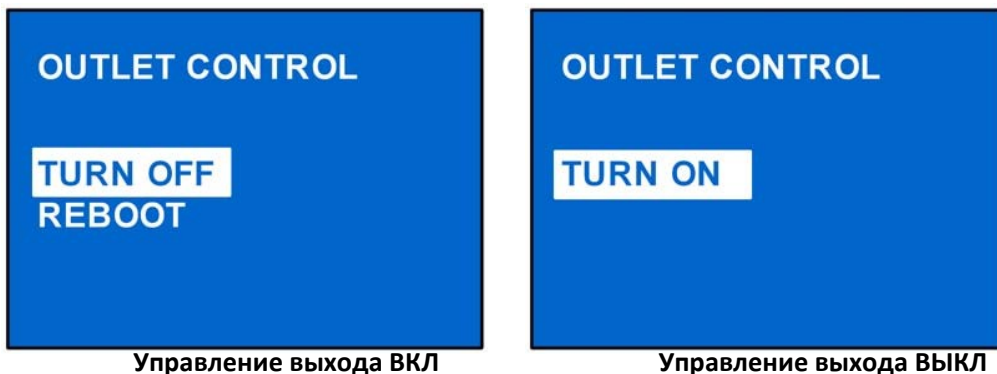 OUTLET CONTROL
TURN OFF
REBOOT
Управление выхода ВКЛ
OUTLET CONTROL
TURN ON
Управление выхода ВЫКЛ